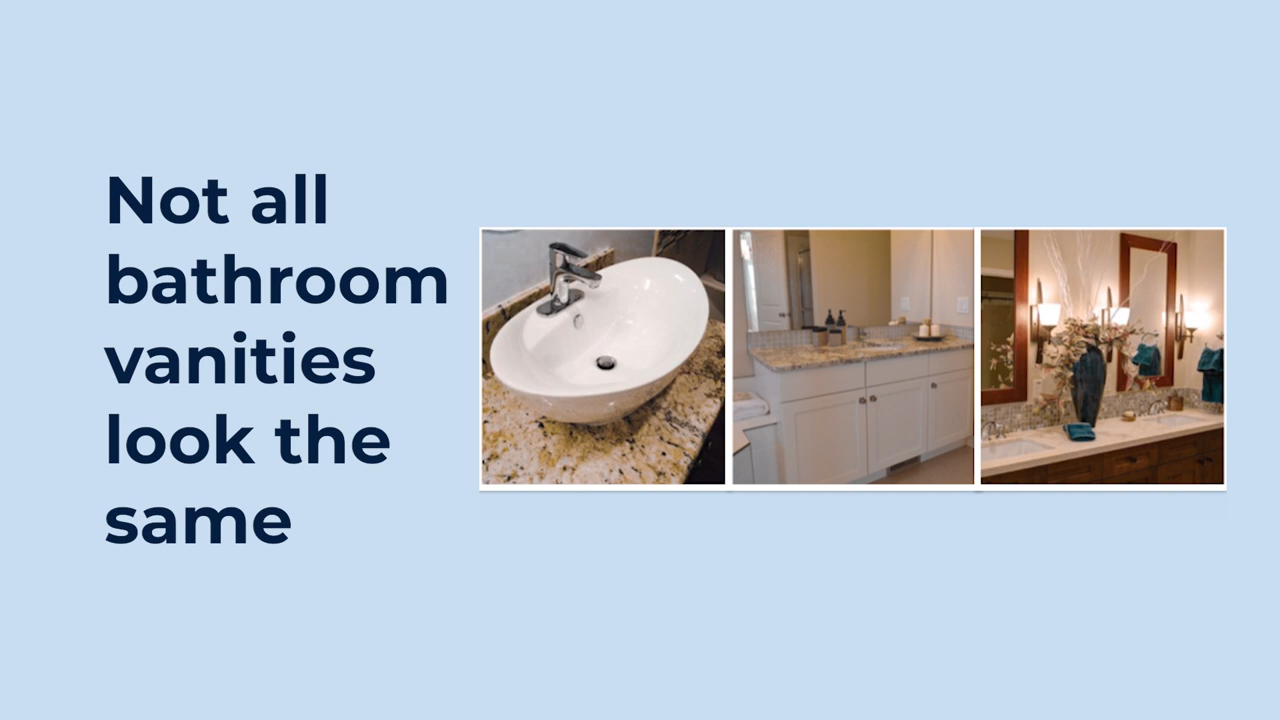 Not all
bathroom
vanities
look the
same